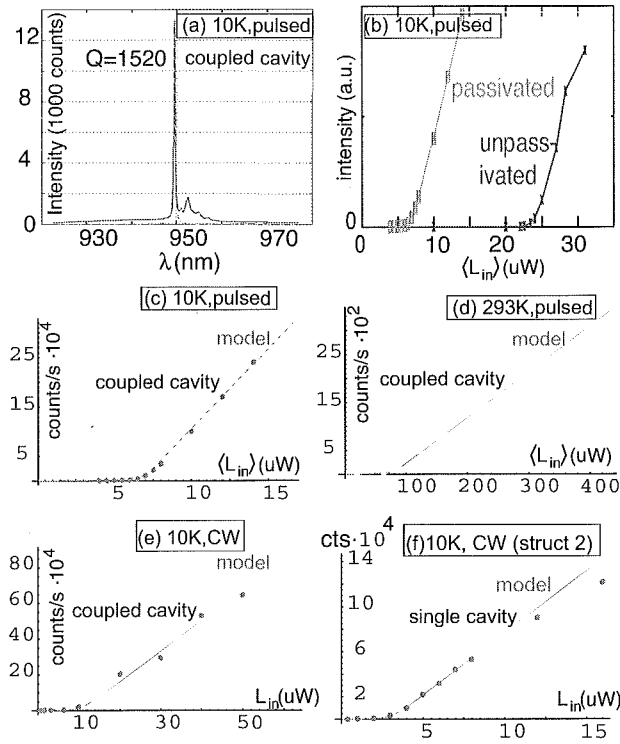 (a) 10K,pulsed
Intensity (1000 counts)
12
8
4
2
0
Q=1520
coupled cavity
930
950
970
λ(nm)
(b) 10K,pulsed
intensity (a.u.)
passivated
unpass-
ivated
0
0
10
20
30
⟨L_in⟩(uW)
(c) 10K,pulsed
counts/s ·10^4
25
15
5
model
coupled cavity
5
10
15
⟨L_in⟩(uW)
(d) 293K,pulsed
counts/s ·10^2
25
15
5
model
coupled cavity
100
200
300
400
⟨L_in⟩(uW)
(e) 10K,CW
counts/s ·10^4
80
60
40
20
model
coupled cavity
10
30
50
L_in(uW)
(f)10K, CW (struct 2)
cts·10^4
14
10
6
2
model
single cavity
5
10
15
L_in(uW)